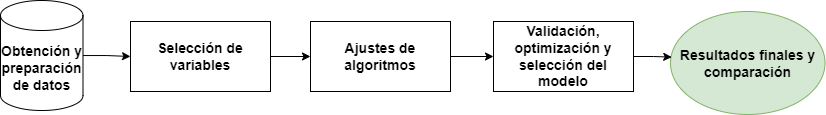 Obtención y
preparación
de datos
Selección de
variables
Ajustes de
algoritmos
Validación,
optimización y
selección del
modelo
Resultados finales y
comparación